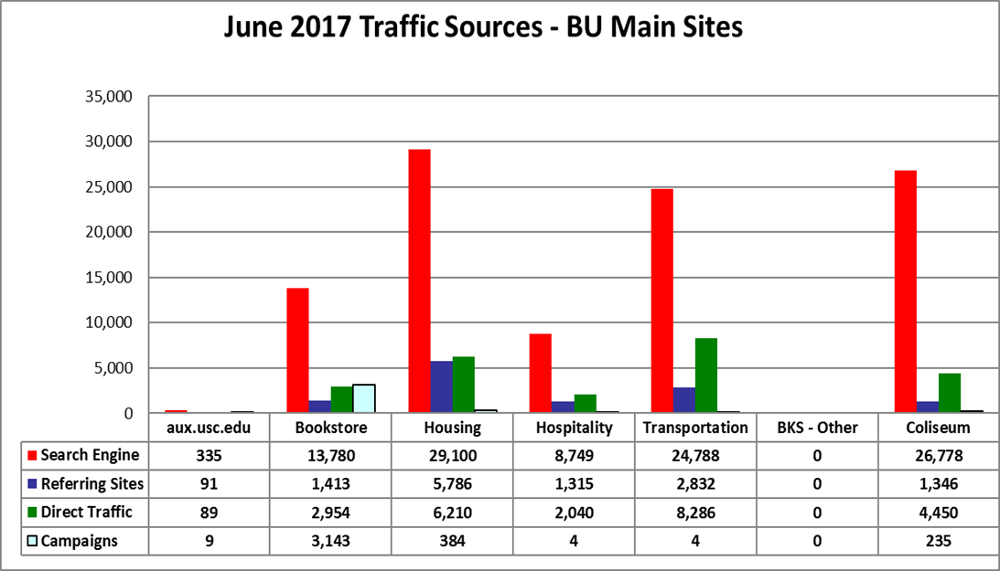 June 2017 Traffic Sources - BU Main Sites
35,000
30,000
25,000
20,000
15,000
10,000
5,000
0
aux.usc.edu Bookstore Housing Hospitality Transportation BKS - Other Coliseum
Search Engine 335 13,780 29,100 8,749 24,788 0 26,778
Referring Sites 91 1,413 5,786 1,315 2,832 0 1,346
Direct Traffic 89 2,954 6,210 2,040 8,286 0 4,450
Campaigns 9 3,143 384 4 4 0 235